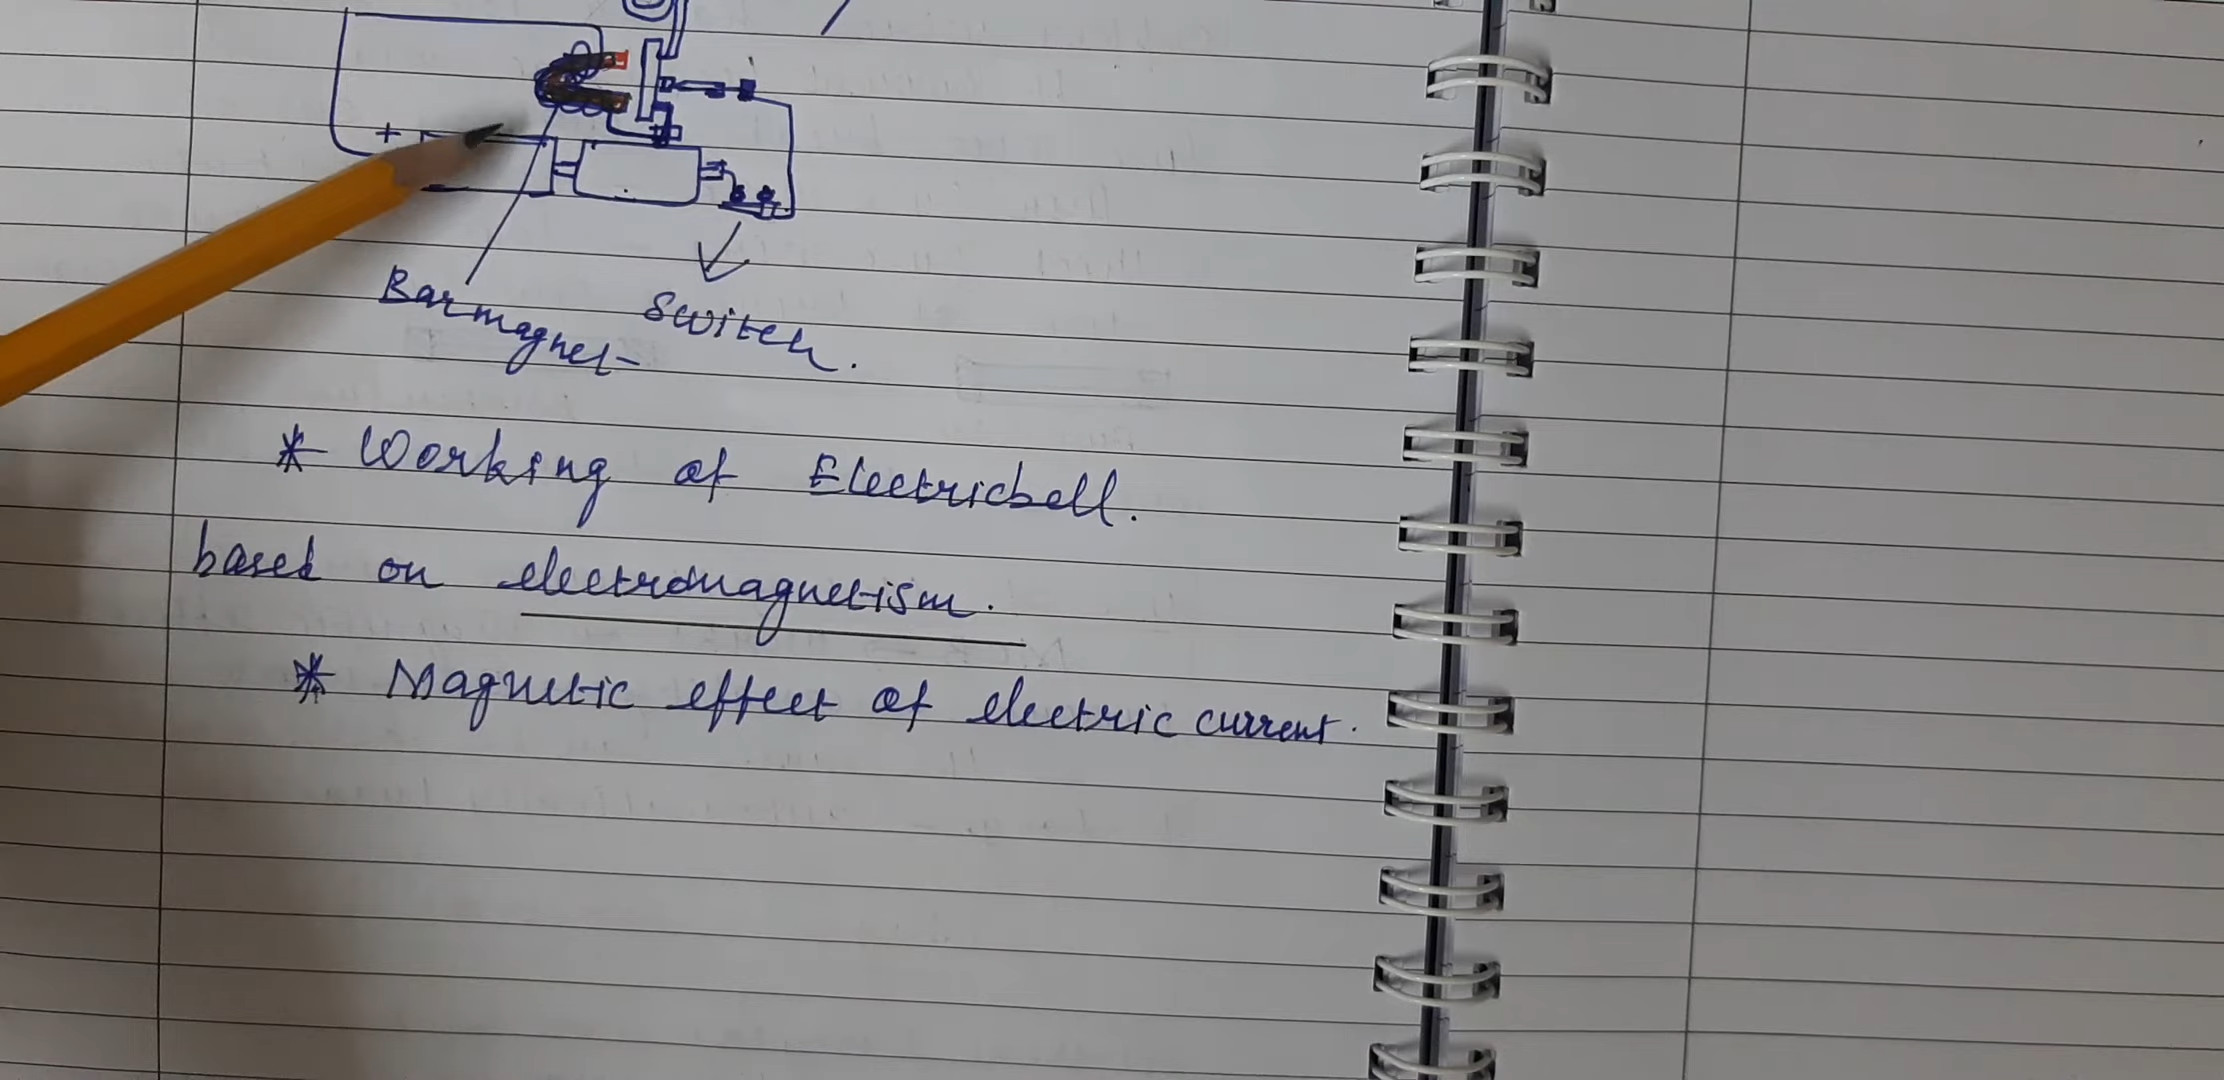 +
Barmagnet
Switch.
* Working of Electricbell.
based on electromagnetism.
* Magnetic effect of electric current.